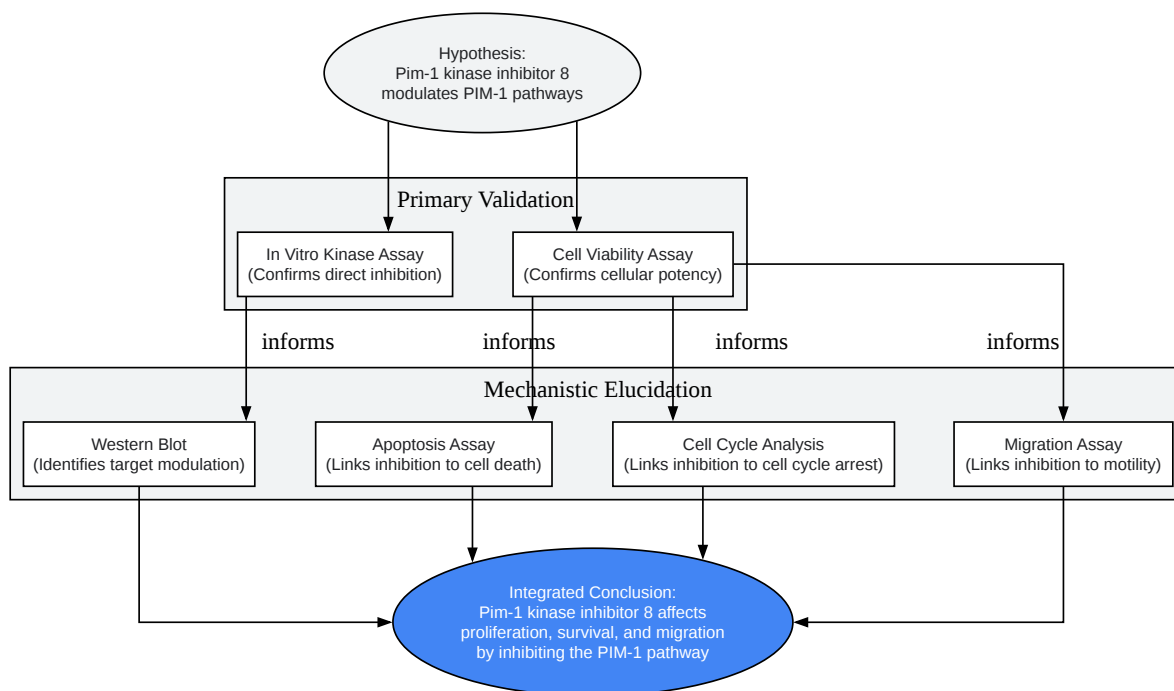 Hypothesis:
Pim-1 kinase inhibitor 8
modulates PIM-1 pathways
Primary Validation
In Vitro Kinase Assay
(Confirms direct inhibition)
Cell Viability Assay
(Confirms cellular potency)
informs
informs
informs
informs
Mechanistic Elucidation
Western Blot
(Identifies target modulation)
Apoptosis Assay
(Links inhibition to cell death)
Cell Cycle Analysis
(Links inhibition to cell cycle arrest)
Migration Assay
(Links inhibition to motility)
Integrated Conclusion:
Pim-1 kinase inhibitor 8 affects
proliferation, survival, and migration
by inhibiting the PIM-1 pathway